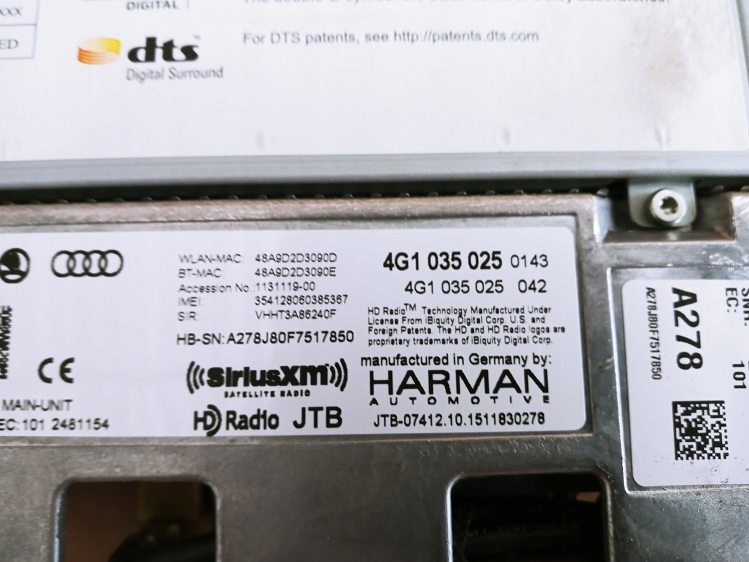 XXX
DIGITAL
ED
dts
Digital Surround
For DTS patents, see http://patents.dts.com
WLAN-MAC: 48A9D2D3090D
BT-MAC: 48A9D2D3090E
Accession No: 1131119-00
IMEI: 354128060385367
SIR: VHHT3A86240F
HB-SN: A278J80F7517850
4G1 035 025 0143
4G1 035 025 042
HD Radio™ Technology Manufactured Under
License From iBiquity Digital Corp. U.S. and
Foreign Patents. The HD and HD Radio logos are
proprietary trademarks of iBiquity Digital Corp.
CE
MAIN-UNIT
EC: 101 2481154
((SiriusXM))
SATELLITE RADIO
HD Radio JTB
manufactured in Germany by:
HARMAN
AUTOMOTIVE
JTB-07412.10.1511830278
A278J80F7517850
A278
EC:
101